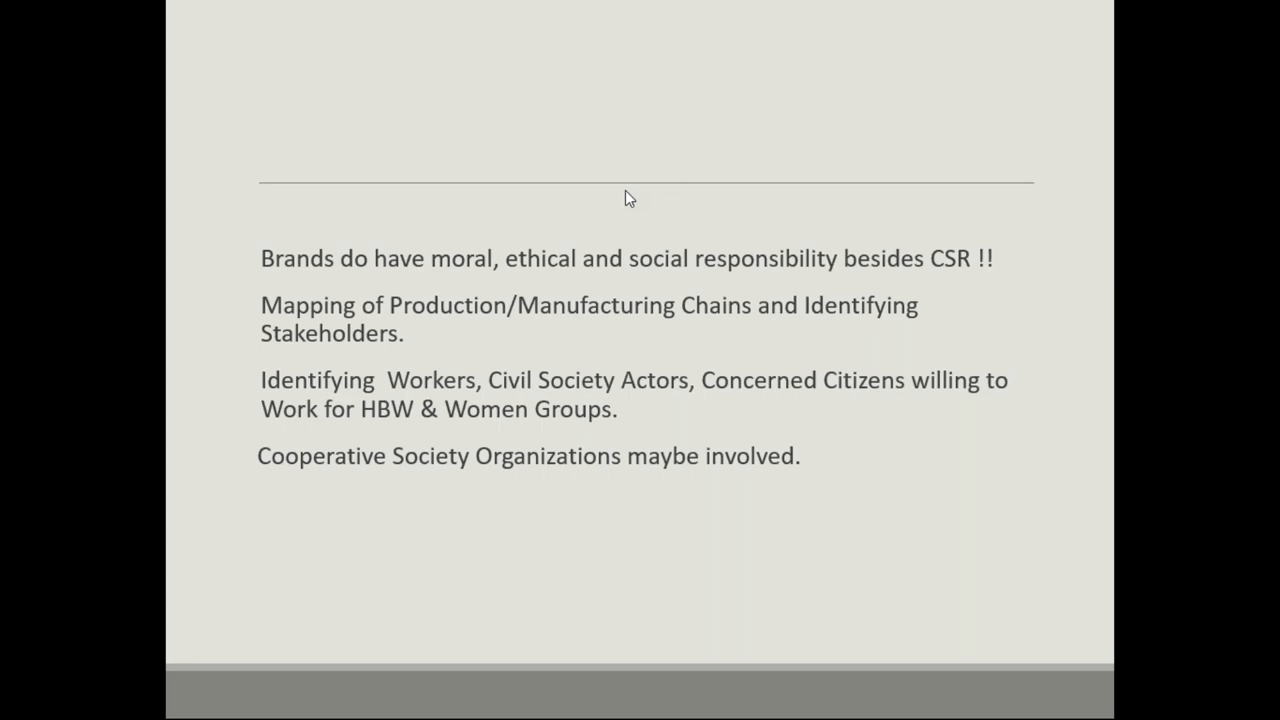 Brands do have moral, ethical and social responsibility besides CSR !!
Mapping of Production/Manufacturing Chains and Identifying
Stakeholders.
Identifying  Workers, Civil Society Actors, Concerned Citizens willing to
Work for HBW & Women Groups.
Cooperative Society Organizations maybe involved.